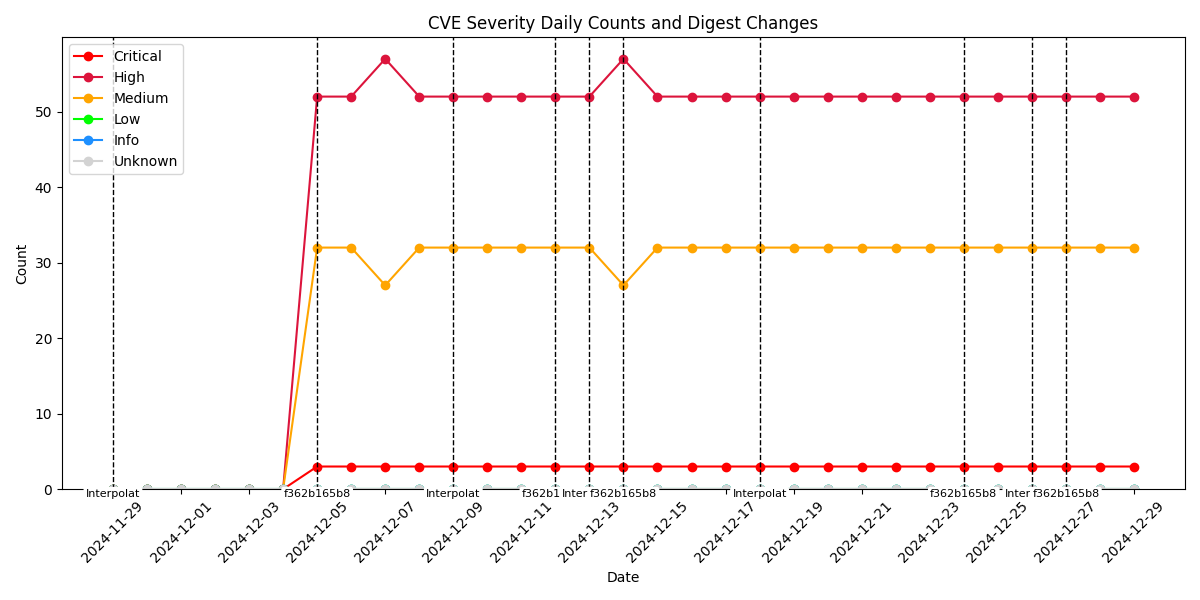 CVE Severity Daily Counts and Digest Changes
Critical
High
Medium
Low
Info
Unknown
Count
50
40
30
20
10
0
Interpolat
f362b165b8
Interpolat
f362b1
Inter
f362b165b8
Interpolat
f362b165b8
Inter
f362b165b8
2024-11-29
2024-12-01
2024-12-03
2024-12-05
2024-12-07
2024-12-09
2024-12-11
2024-12-13
2024-12-15
2024-12-17
2024-12-19
2024-12-21
2024-12-23
2024-12-25
2024-12-27
2024-12-29
Date